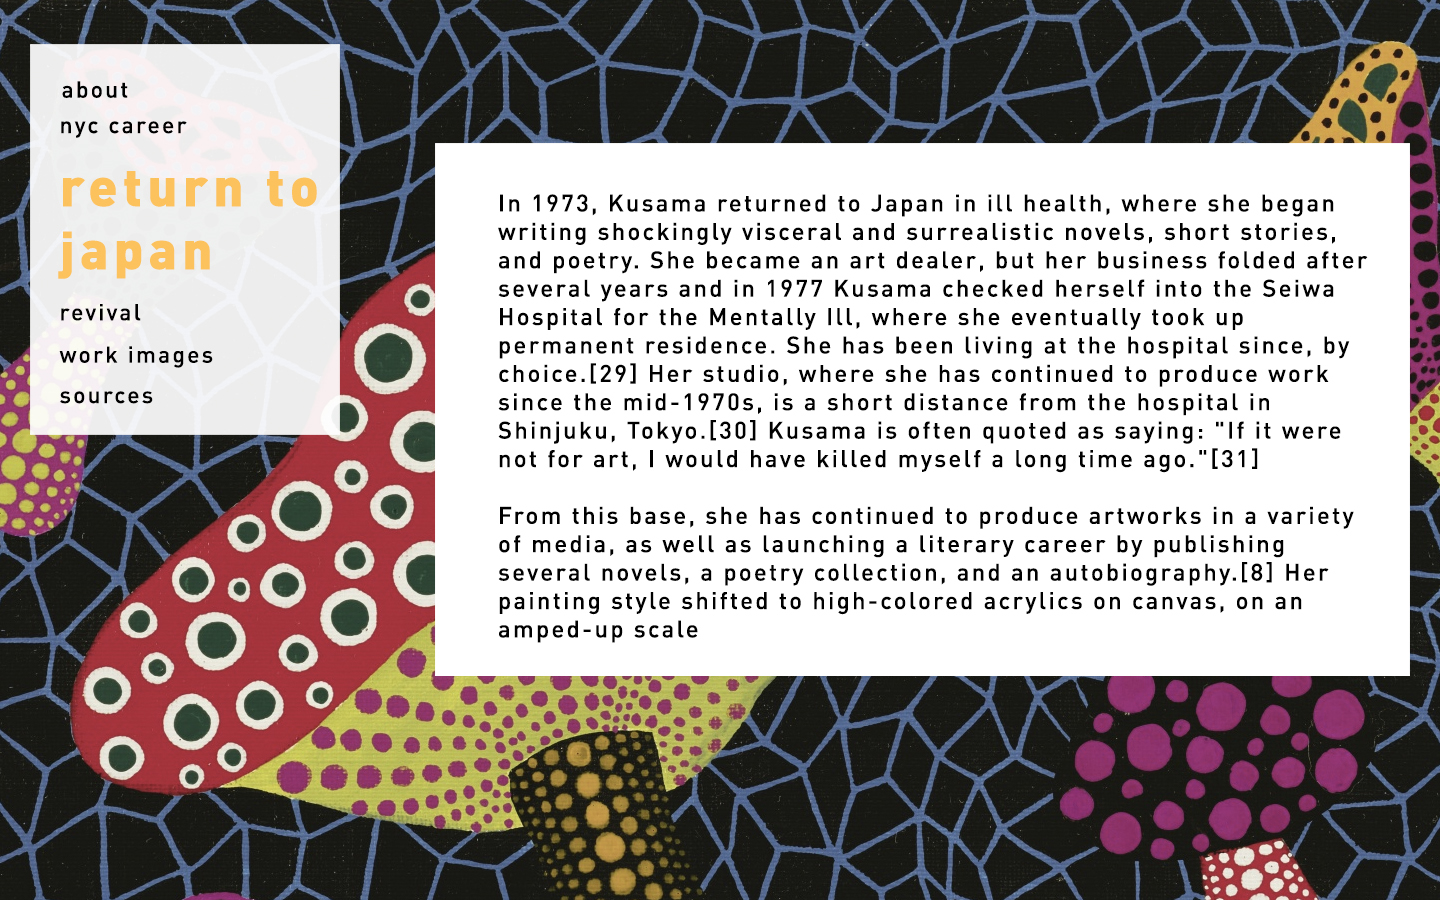 about
nyc career
return to
japan
revival
work images
sources
In 1973, Kusama returned to Japan in ill health, where she began
writing shockingly visceral and surrealistic novels, short stories,
and poetry. She became an art dealer, but her business folded after
several years and in 1977 Kusama checked herself into the Seiwa
Hospital for the Mentally Ill, where she eventually took up
permanent residence. She has been living at the hospital since, by
choice.[29] Her studio, where she has continued to produce work
since the mid-1970s, is a short distance from the hospital in
Shinjuku, Tokyo.[30] Kusama is often quoted as saying: "If it were
not for art, I would have killed myself a long time ago."[31]
From this base, she has continued to produce artworks in a variety
of media, as well as launching a literary career by publishing
several novels, a poetry collection, and an autobiography.[8] Her
painting style shifted to high-colored acrylics on canvas, on an
amped-up scale